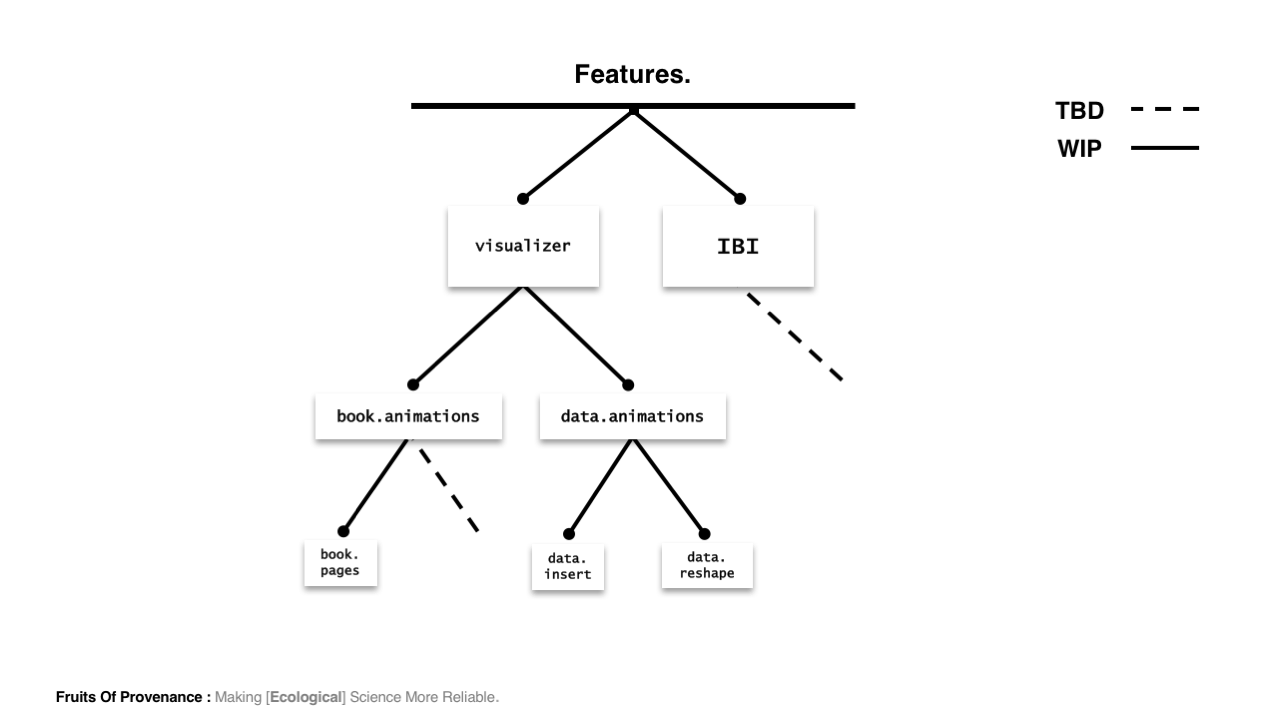 Features.
TBD
WIP
visualizer
IBI
book.animations
data.animations
book.
pages
data.
insert
data.
reshape
Fruits Of Provenance : Making [Ecological] Science More Reliable.